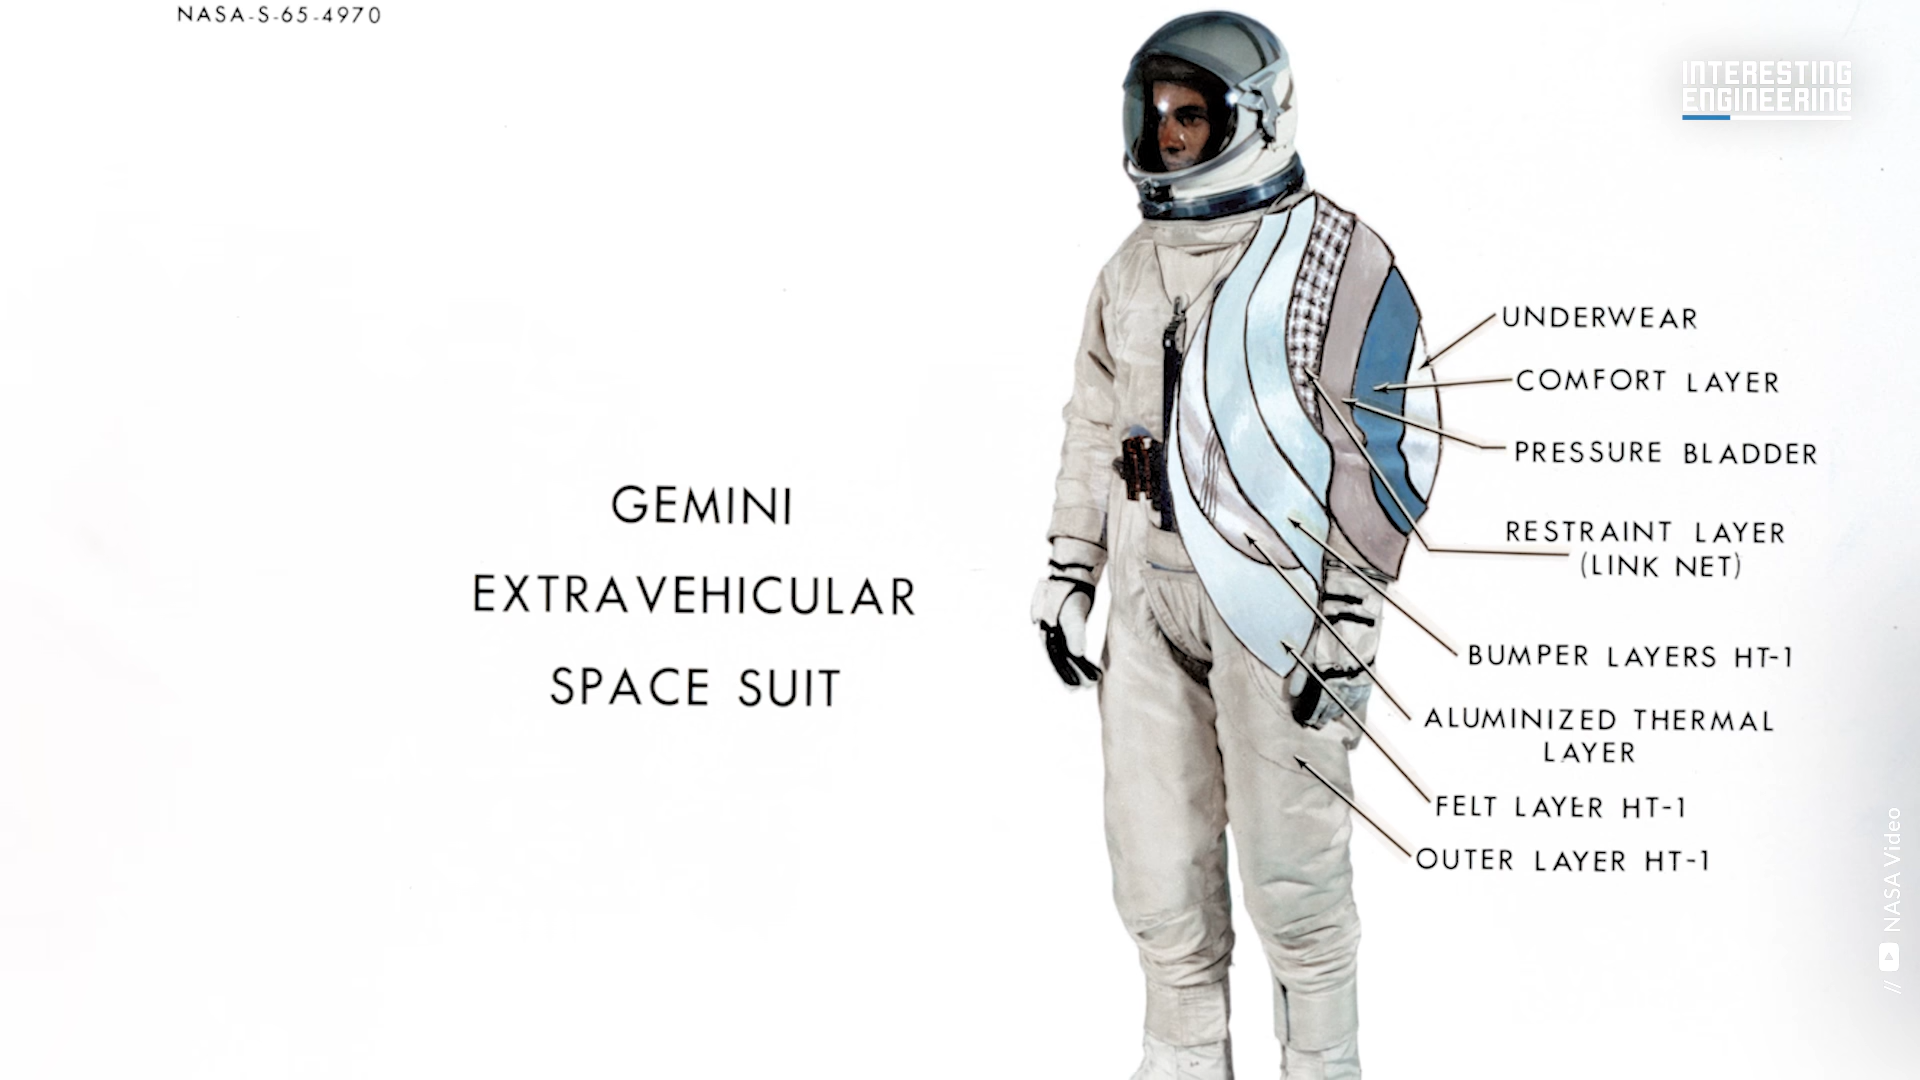 NASA-S-65-4970
INTERESTING
ENGINEERING
GEMINI
EXTRAVEHICULAR
SPACE SUIT
UNDERWEAR
COMFORT LAYER
PRESSURE BLADDER
RESTRAINT LAYER
(LINK NET)
BUMPER LAYERS HT-1
ALUMINIZED THERMAL
LAYER
FELT LAYER HT-1
OUTER LAYER HT-1
// NASA Video